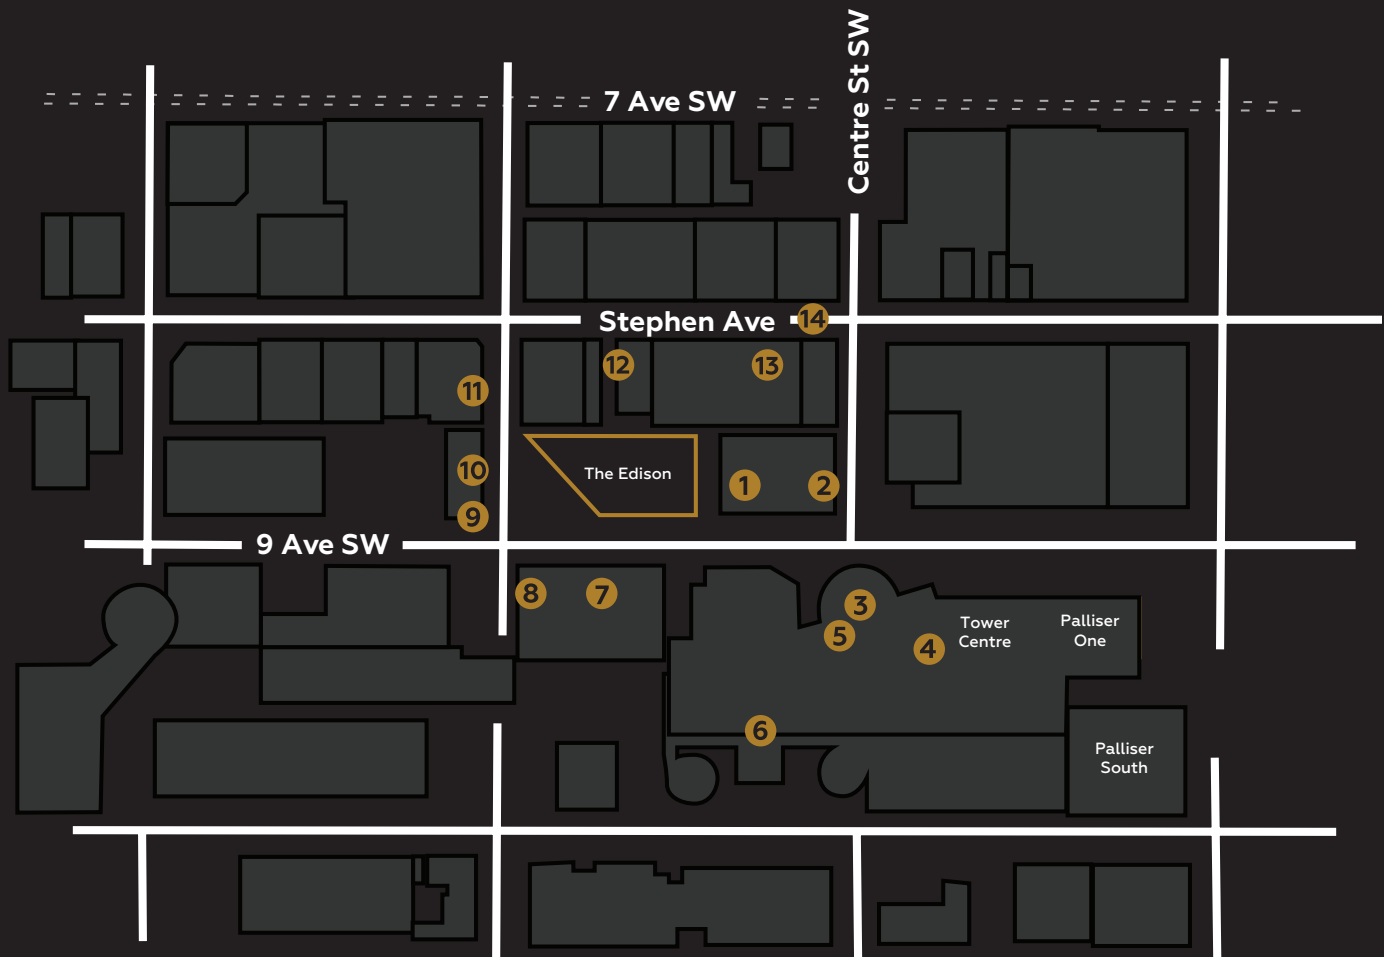 7 Ave SW
Centre St SW
Stephen Ave
14
12
13
11
The Edison
10
1
2
9
9 Ave SW
8
7
3
5
4
Tower
Centre
Palliser
One
6
Palliser
South